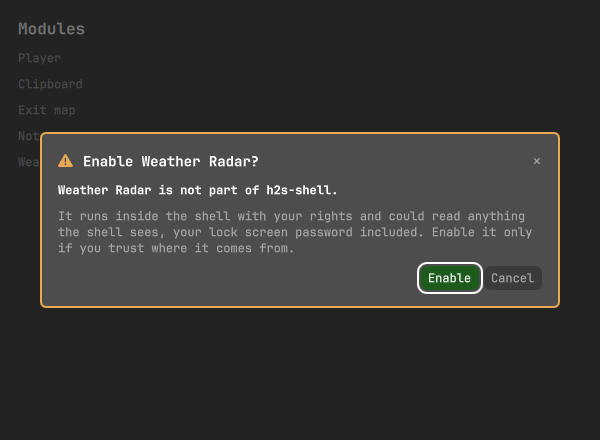 Modules
Player
Clipboard
Exit map
Not
Wea
Enable Weather Radar?
×
Weather Radar is not part of h2s-shell.
It runs inside the shell with your rights and could read anything
the shell sees, your lock screen password included. Enable it only
if you trust where it comes from.
Enable
Cancel